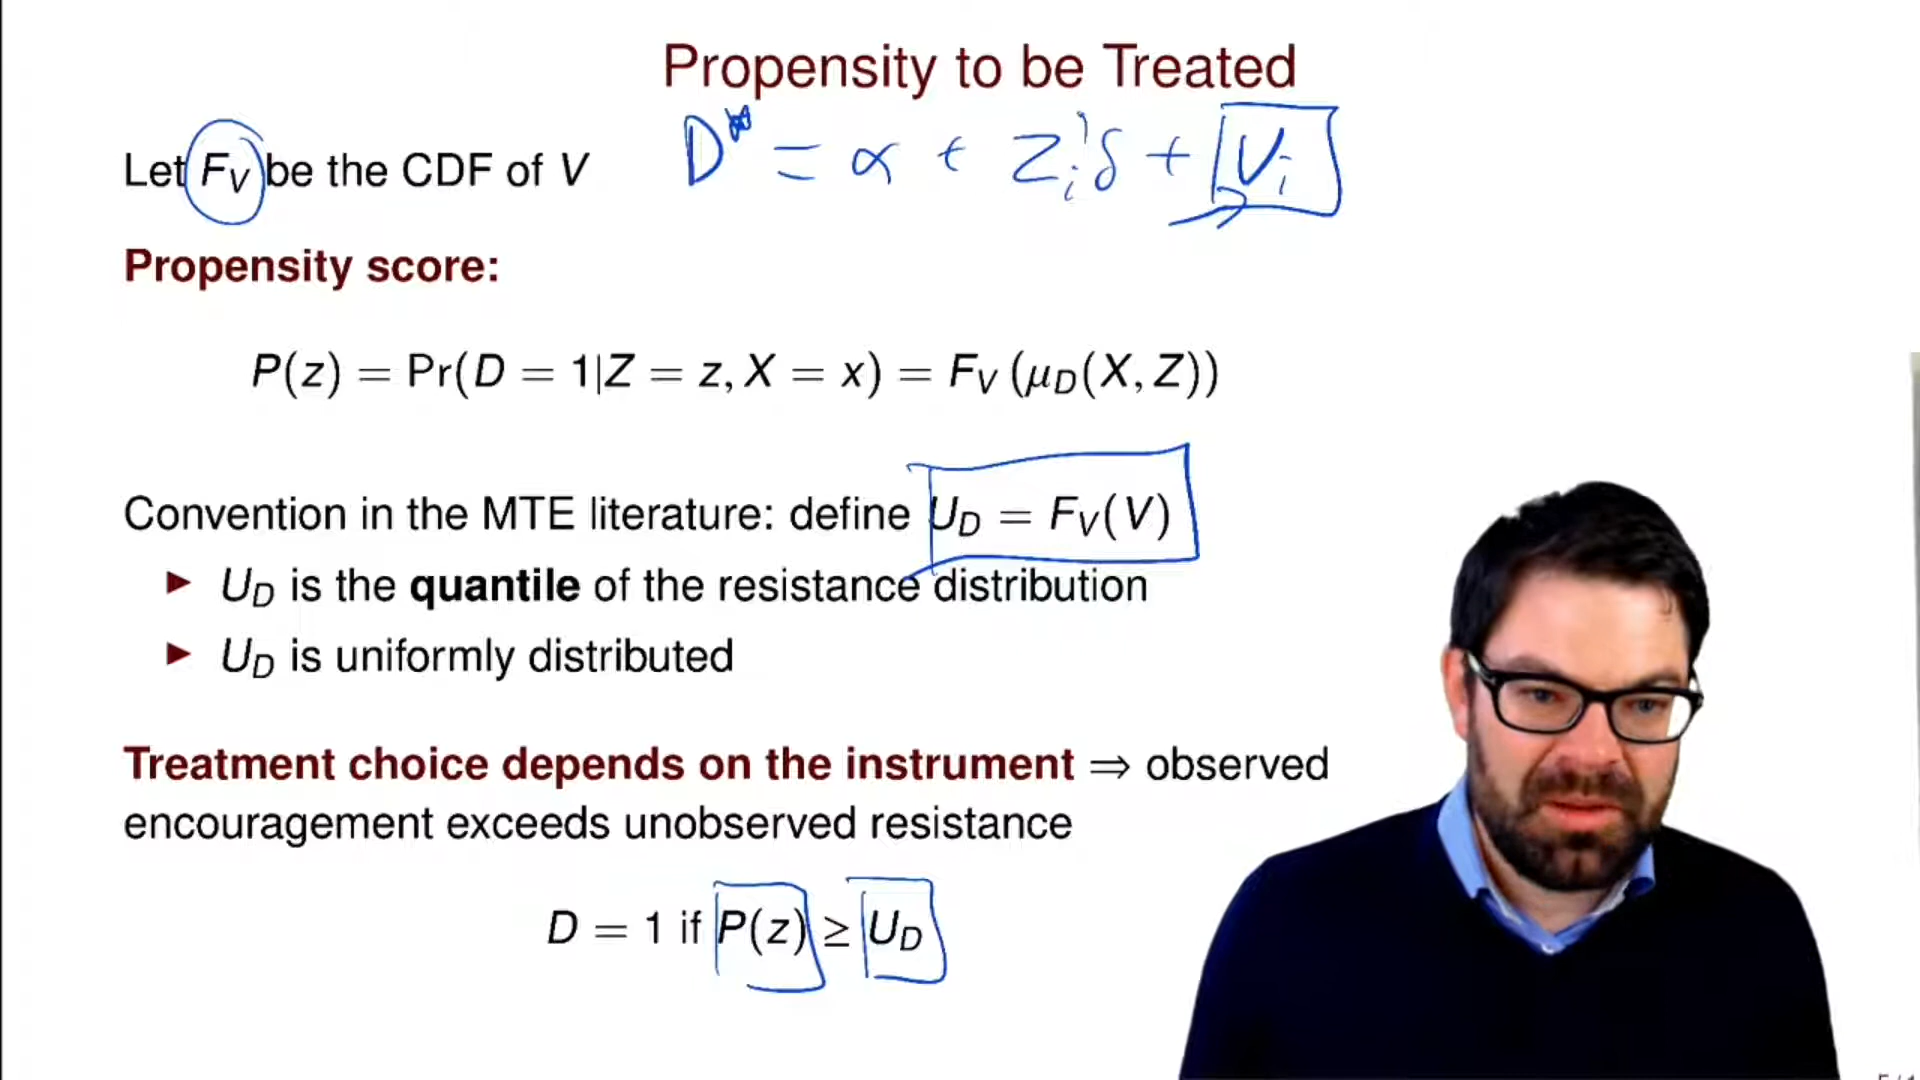 Propensity to be Treated
D* = α + Z_i'δ + V_i
Let F_V be the CDF of V
Propensity score:
P(z) = Pr(D = 1|Z = z, X = x) = F_V (μ_D(X, Z))
Convention in the MTE literature: define U_D = F_V(V)
▶ U_D is the quantile of the resistance distribution
▶ U_D is uniformly distributed
Treatment choice depends on the instrument ⇒ observed
encouragement exceeds unobserved resistance
D = 1 if P(z) ≥ U_D